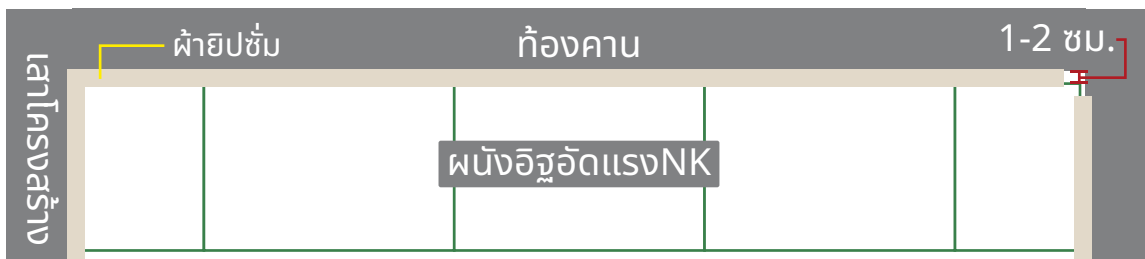 ผ้ายิปซั่ม
ท้องคาน
1-2 ซม.
เสาโครงสร้าง
ผนังอิฐอัดแรงNK